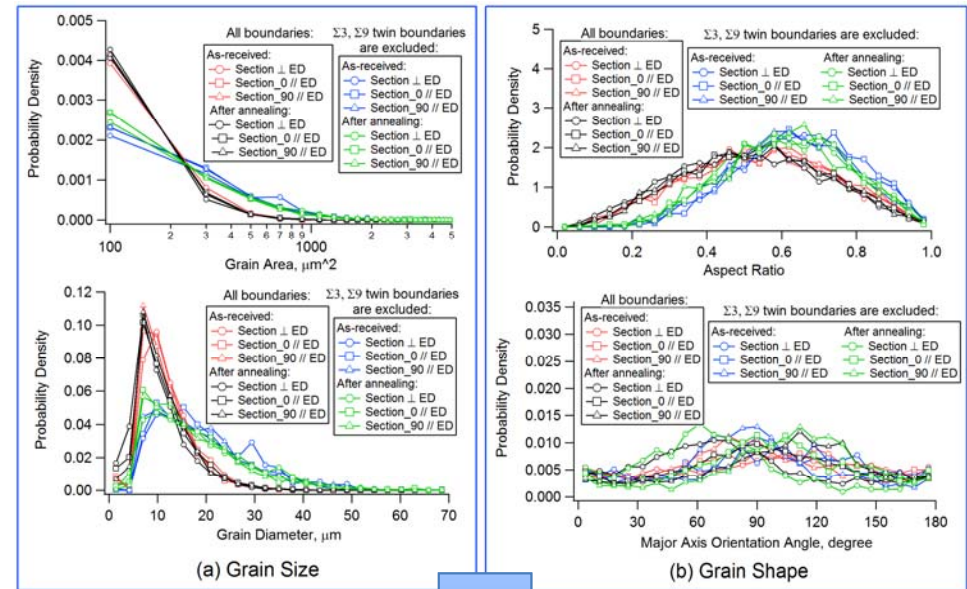 0.005
0.004
0.003
0.002
0.001
0.000
Probability Density
All boundaries:
As-received:
Section ⊥ ED
Section_0 // ED
Section_90 // ED
After annealing:
Section ⊥ ED
Section_0 // ED
Section_90 // ED
Σ3, Σ9 twin boundaries
are excluded:
As-received:
Section ⊥ ED
Section_0 // ED
Section_90 // ED
After annealing:
Section ⊥ ED
Section_0 // ED
Section_90 // ED
100 2 3 4 5 6 7 8 9 1000 2 3 4 5
Grain Area, μm^2
0.12
0.10
0.08
0.06
0.04
0.02
0.00
Probability Density
All boundaries:
As-received:
Section ⊥ ED
Section_0 // ED
Section_90 // ED
After annealing:
Section ⊥ ED
Section_0 // ED
Section_90 // ED
Σ3, Σ9 twin boundaries
are excluded:
As-received:
Section ⊥ ED
Section_0 // ED
Section_90 // ED
After annealing:
Section ⊥ ED
Section_0 // ED
Section_90 // ED
0 10 20 30 40 50 60 70
Grain Diameter, μm
(a) Grain Size
5
4
3
2
1
0
Probability Density
All boundaries:
As-received:
Section ⊥ ED
Section_0 // ED
Section_90 // ED
After annealing:
Section ⊥ ED
Section_0 // ED
Section_90 // ED
Σ3, Σ9 twin boundaries are excluded:
As-received:
Section ⊥ ED
Section_0 // ED
Section_90 // ED
After annealing:
Section ⊥ ED
Section_0 // ED
Section_90 // ED
0.0 0.2 0.4 0.6 0.8 1.0
Aspect Ratio
0.035
0.030
0.025
0.020
0.015
0.010
0.005
0.000
Probability Density
All boundaries:
As-received:
Section ⊥ ED
Section_0 // ED
Section_90 // ED
After annealing:
Section ⊥ ED
Section_0 // ED
Section_90 // ED
Σ3, Σ9 twin boundaries are excluded:
As-received:
Section ⊥ ED
Section_0 // ED
Section_90 // ED
After annealing:
Section ⊥ ED
Section_0 // ED
Section_90 // ED
0 30 60 90 120 150 180
Major Axis Orientation Angle, degree
(b) Grain Shape